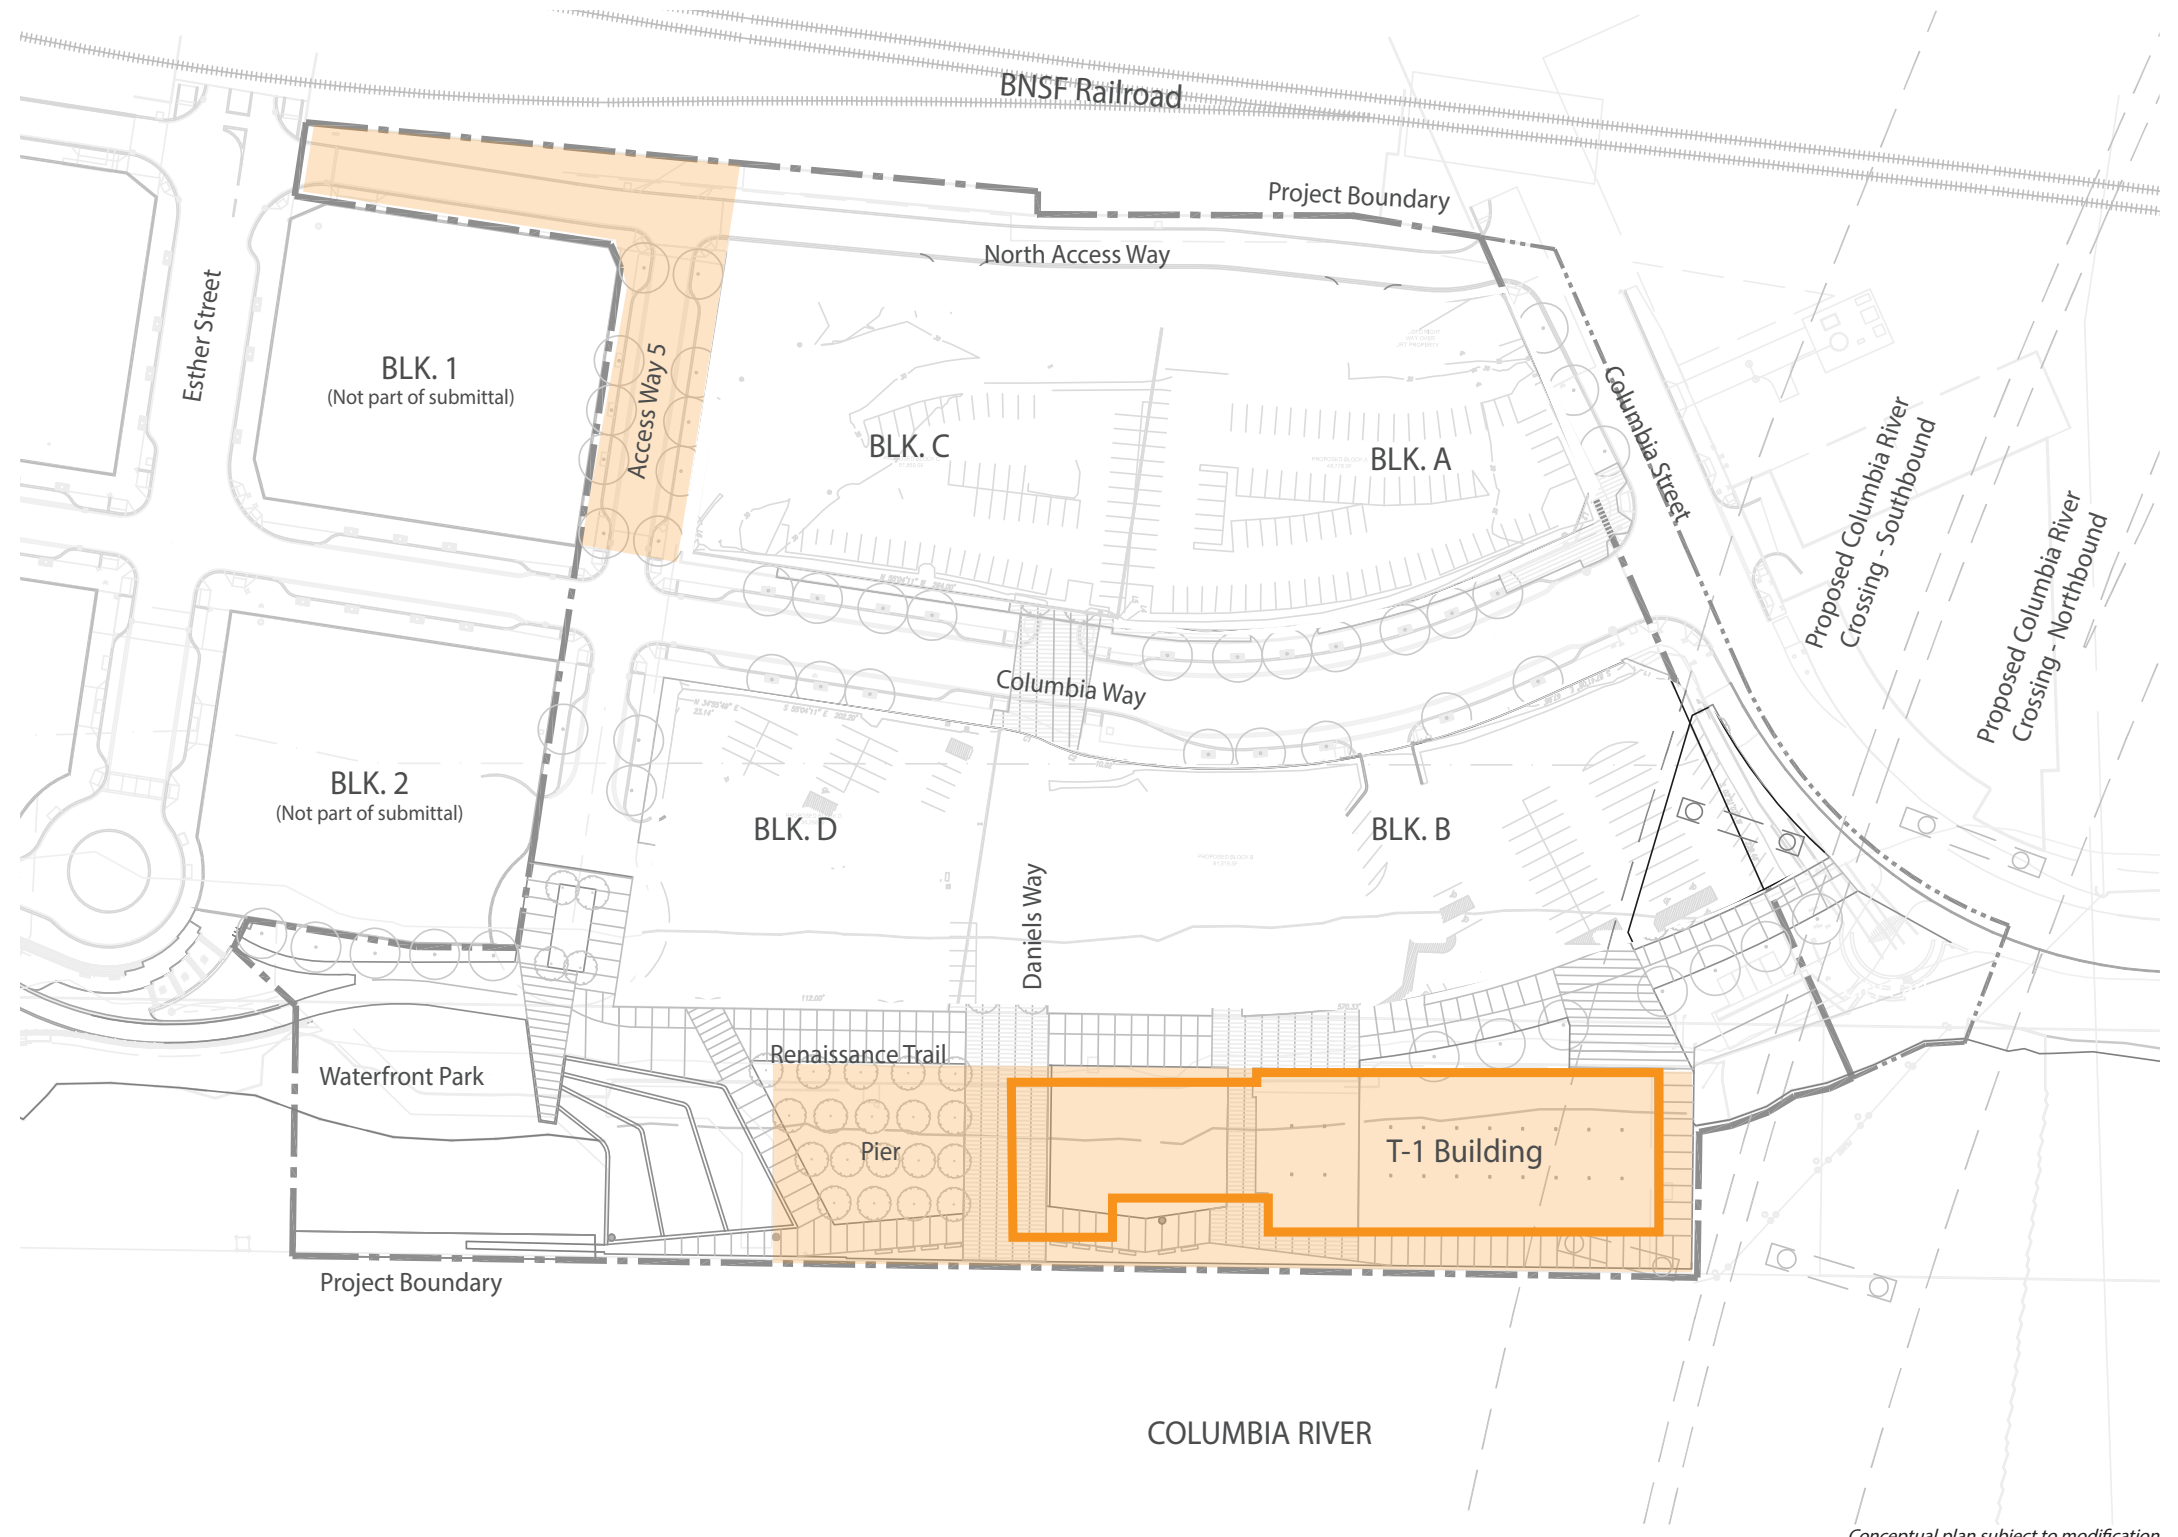 BNSF Railroad
Project Boundary
North Access Way
Esther Street
BLK. 1
(Not part of submittal)
Access Way 5
BLK. C
BLK. A
Columbia Street
Proposed Columbia River
Crossing - Southbound
Proposed Columbia River
Crossing - Northbound
Columbia Way
BLK. 2
(Not part of submittal)
BLK. D
BLK. B
Daniels Way
Renaissance Trail
Waterfront Park
Pier
T-1 Building
Project Boundary
COLUMBIA RIVER
Conceptual plan subject to modification